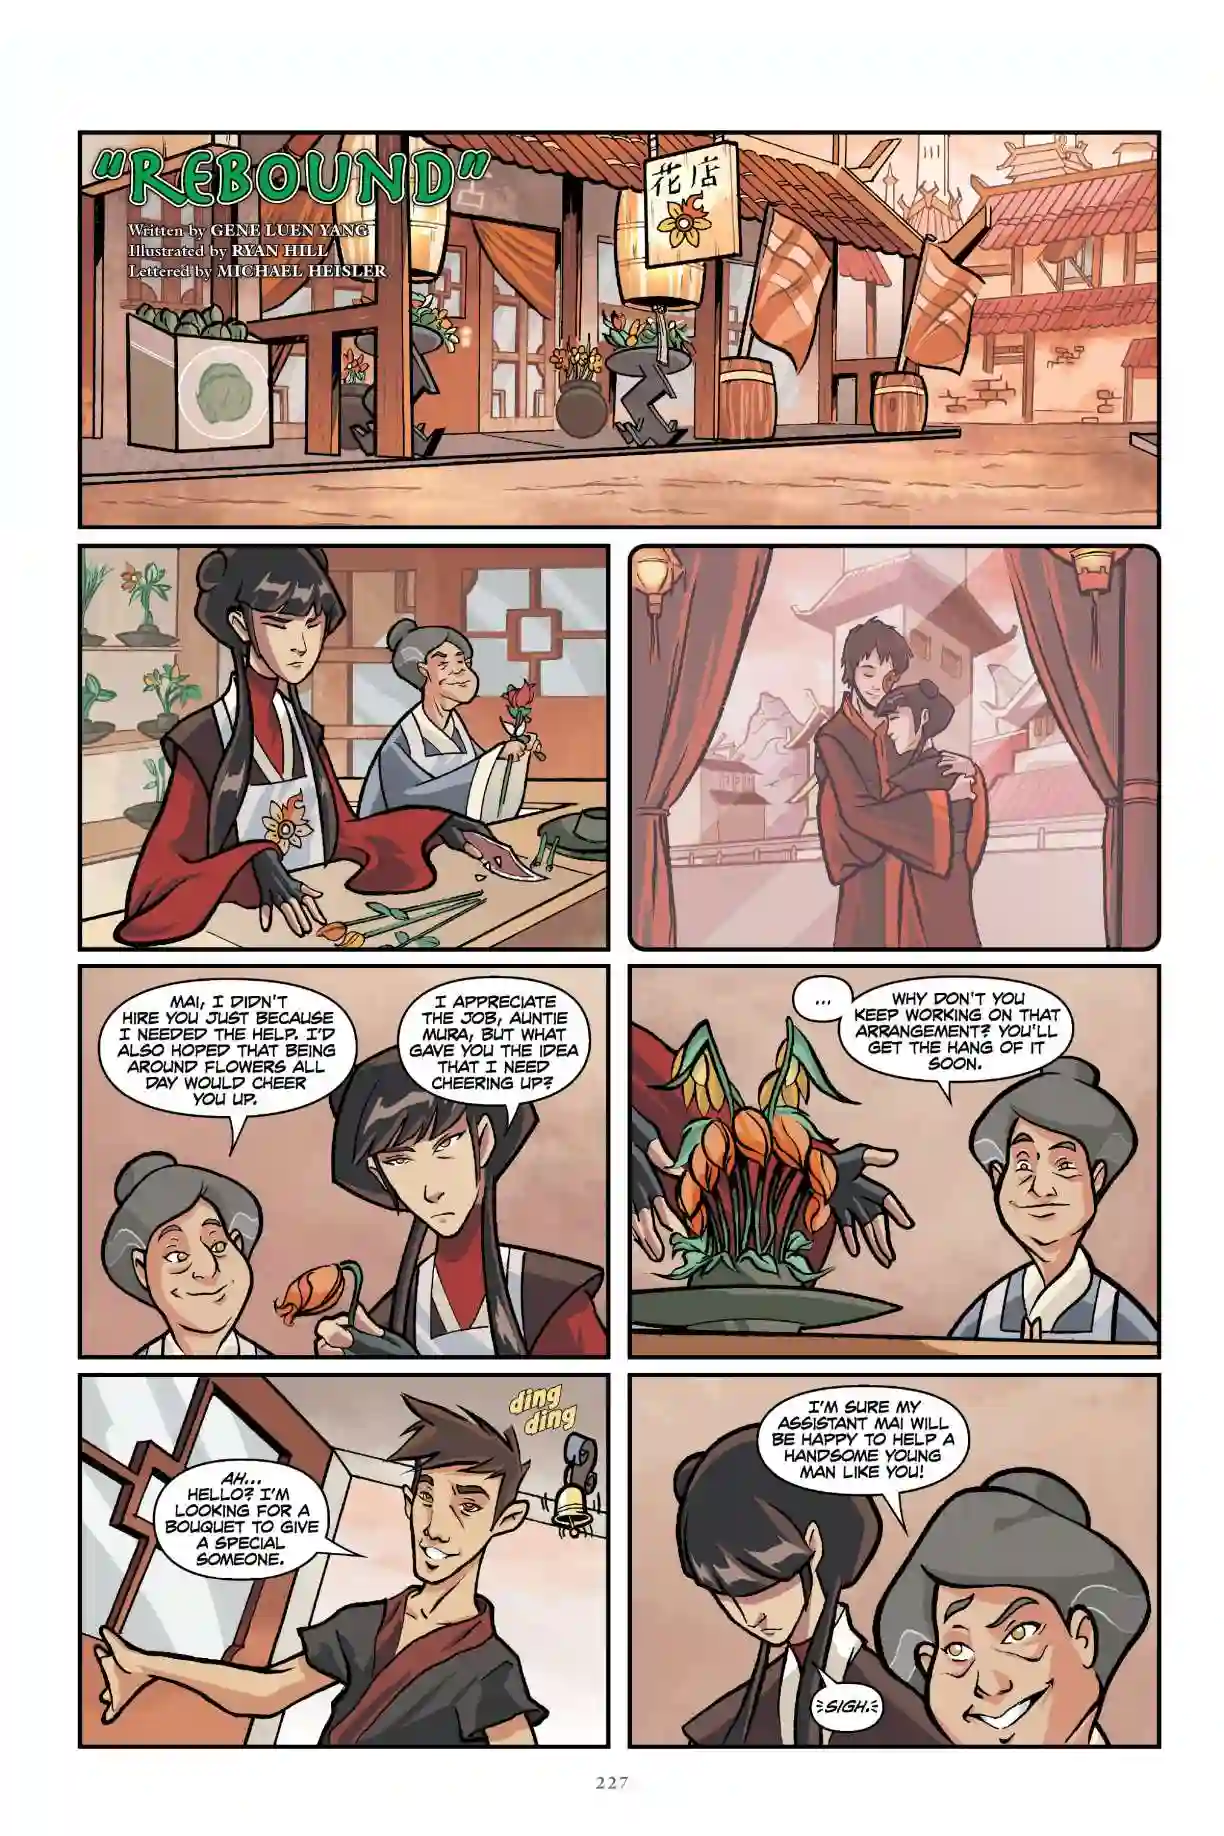 "REBOUND"
Written by GENE LUEN YANG
Illustrated by RYAN HILL
Lettered by MICHAEL HEISLER
花店
MAI, I DIDN'T
HIRE YOU JUST BECAUSE
I NEEDED THE HELP. I'D
ALSO HOPED THAT BEING
AROUND FLOWERS ALL
DAY WOULD CHEER
YOU UP.
I APPRECIATE
THE JOB, AUNTIE
MURA, BUT WHAT
GAVE YOU THE IDEA
THAT I NEED
CHEERING UP?
...
WHY DON'T YOU
KEEP WORKING ON THAT
ARRANGEMENT? YOU'LL
GET THE HANG OF IT
SOON.
ding
ding
AH...
HELLO? I'M
LOOKING FOR A
BOUQUET TO GIVE
A SPECIAL
SOMEONE.
I'M SURE MY
ASSISTANT MAI WILL
BE HAPPY TO HELP A
HANDSOME YOUNG
MAN LIKE YOU!
SIGH.
227